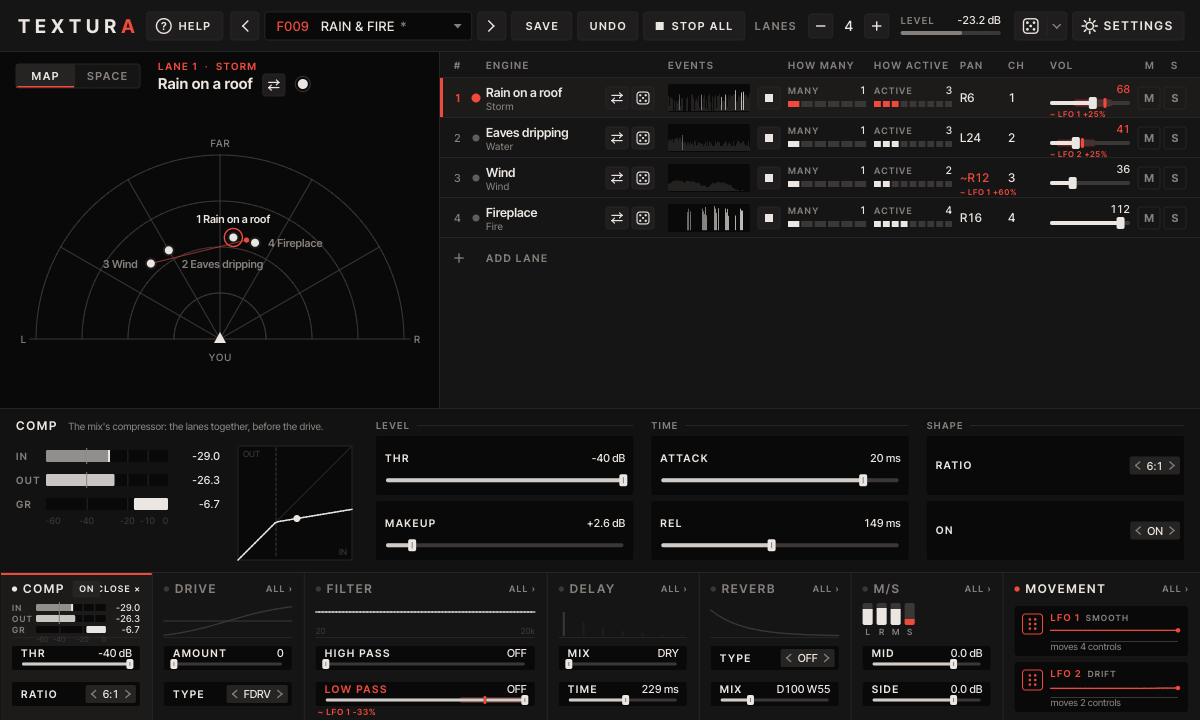 TEXTURA ? HELP F009 RAIN & FIRE * SAVE UNDO STOP ALL LANES 4 LEVEL -23.2 dB SETTINGS
MAP SPACE
LANE 1 · STORM
Rain on a roof
FAR
1 Rain on a roof
4 Fireplace
3 Wind
2 Eaves dripping
L
R
YOU
# ENGINE EVENTS HOW MANY HOW ACTIVE PAN CH VOL M S
1 Rain on a roof Storm MANY 1 ACTIVE 3 R6 1 68 M S
~ LFO 1 +25%
2 Eaves dripping Water MANY 1 ACTIVE 3 L24 2 41 M S
~ LFO 2 +25%
3 Wind Wind MANY 1 ACTIVE 2 ~R12 3 36 M S
~ LFO 1 +60%
4 Fireplace Fire MANY 1 ACTIVE 4 R16 4 112 M S
+ ADD LANE
COMP The mix's compressor: the lanes together, before the drive.
IN -29.0
OUT -26.3
GR -6.7
-60 -40 -20 -10 0
OUT
IN
LEVEL
THR -40 dB
MAKEUP +2.6 dB
TIME
ATTACK 20 ms
REL 149 ms
SHAPE
RATIO < 6:1 >
ON < ON >
COMP ON CLOSE ×
IN -29.0
OUT -26.3
GR -6.7
-60 -40 -20 0
THR -40 dB
RATIO < 6:1 >
DRIVE ALL ›
AMOUNT 0
TYPE < FDRV >
FILTER ALL ›
20 20k
HIGH PASS OFF
LOW PASS OFF
~ LFO 1 -33%
DELAY ALL ›
MIX DRY
TIME 229 ms
REVERB ALL ›
TYPE < OFF >
MIX D100 W55
M/S ALL ›
L R M S
MID 0.0 dB
SIDE 0.0 dB
MOVEMENT
LFO 1 SMOOTH
moves 4 controls
LFO 2 DRIFT
moves 2 controls